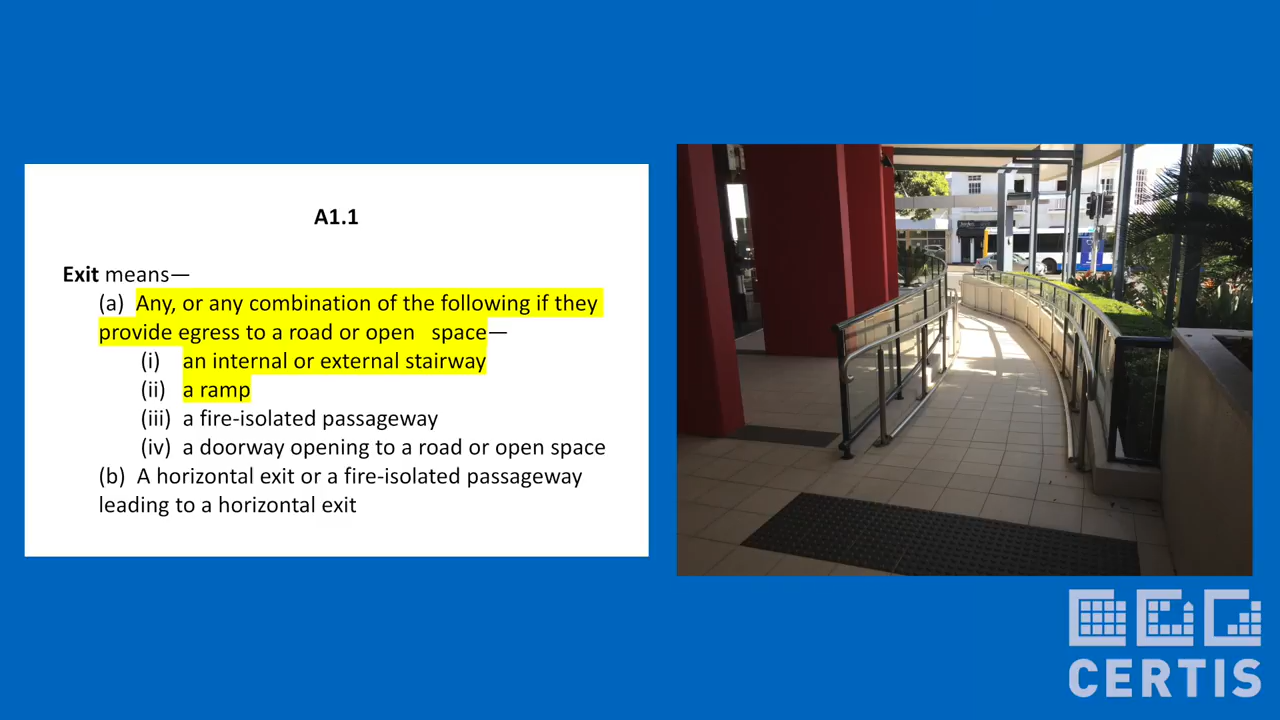 A1.1
Exit means—
(a) Any, or any combination of the following if they
provide egress to a road or open space—
(i) an internal or external stairway
(ii) a ramp
(iii) a fire-isolated passageway
(iv) a doorway opening to a road or open space
(b) A horizontal exit or a fire-isolated passageway
leading to a horizontal exit
CERTIS